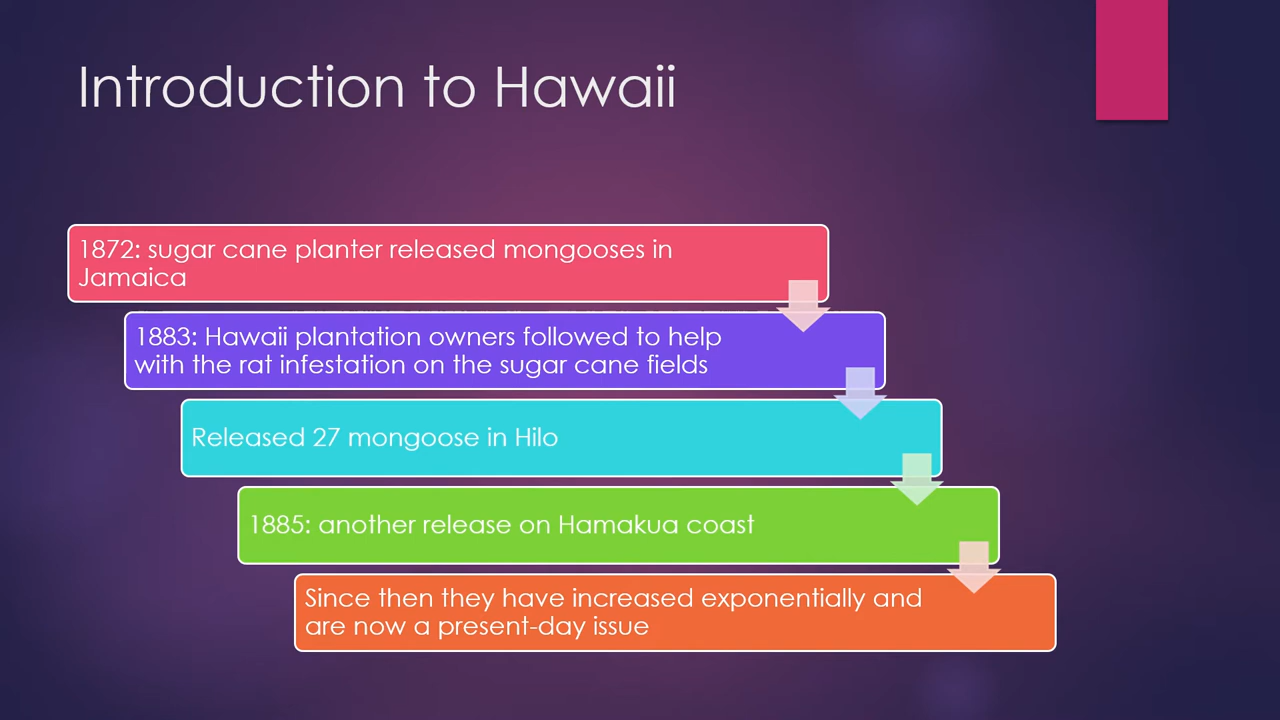 Introduction to Hawaii
1872: sugar cane planter released mongooses in
Jamaica
1883: Hawaii plantation owners followed to help
with the rat infestation on the sugar cane fields
Released 27 mongoose in Hilo
1885: another release on Hamakua coast
Since then they have increased exponentially and
are now a present-day issue